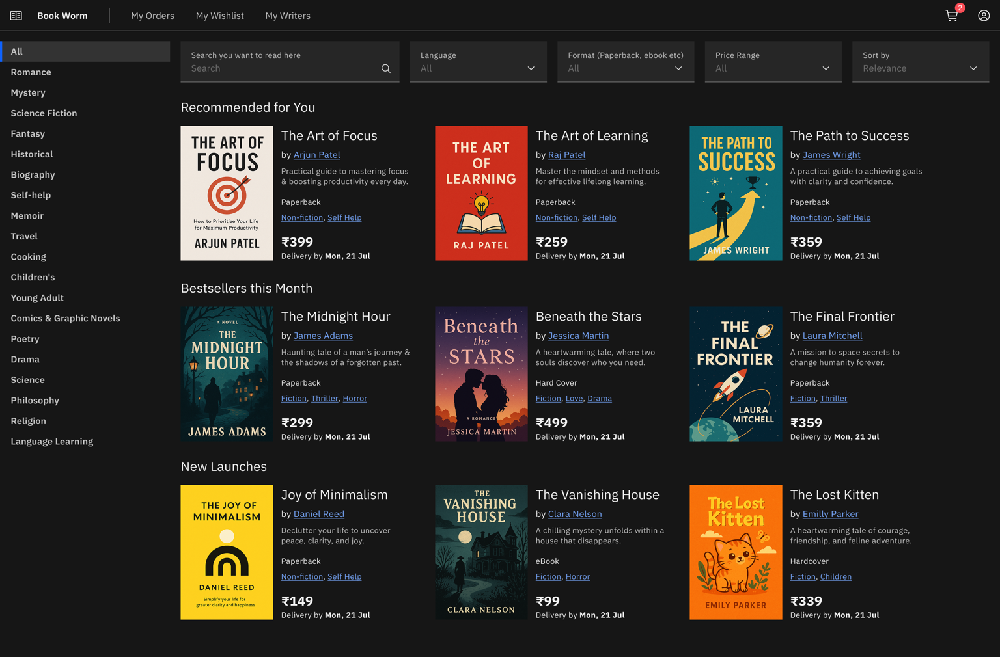 Book Worm
My Orders
My Wishlist
My Writers
2
All
Romance
Mystery
Science Fiction
Fantasy
Historical
Biography
Self-help
Memoir
Travel
Cooking
Children's
Young Adult
Comics & Graphic Novels
Poetry
Drama
Science
Philosophy
Religion
Language Learning
Search you want to read here
Search
Language
All
Format (Paperback, ebook etc)
All
Price Range
All
Sort by
Relevance
Recommended for You
THE ART OF
FOCUS
How to Prioritize Your Life
for Maximum Productivity
ARJUN PATEL
The Art of Focus
by Arjun Patel
Practical guide to mastering focus
& boosting productivity every day.
Paperback
Non-fiction, Self Help
₹399
Delivery by Mon, 21 Jul
THE ART
OF
LEARNING
RAJ PATEL
The Art of Learning
by Raj Patel
Master the mindset and methods
for effective lifelong learning.
Paperback
Non-fiction, Self Help
₹259
Delivery by Mon, 21 Jul
THE PATH TO
SUCCESS
JAMES WRIGHT
The Path to Success
by James Wright
A practical guide to achieving goals
with clarity and confidence.
Paperback
Non-fiction, Self Help
₹359
Delivery by Mon, 21 Jul
Bestsellers this Month
A NOVEL
THE
MIDNIGHT
HOUR
JAMES ADAMS
The Midnight Hour
by James Adams
Haunting tale of a man’s journey &
the shadows of a forgotten past.
Paperback
Fiction, Thriller, Horror
₹299
Delivery by Mon, 21 Jul
Beneath
the
STARS
A ROMANCE
JESSICA MARTIN
Beneath the Stars
by Jessica Martin
A heartwarming tale, where two
souls discover who you need.
Hard Cover
Fiction, Love, Drama
₹499
Delivery by Mon, 21 Jul
THE
FINAL
FRONTIER
LAURA
MITCHELL
The Final Frontier
by Laura Mitchell
A mission to space secrets to
change humanity forever.
Paperback
Fiction, Thriller
₹359
Delivery by Mon, 21 Jul
New Launches
THE JOY OF
MINIMALISM
DANIEL REED
Simplify your life for
greater clarity and happiness
Joy of Minimalism
by Daniel Reed
Declutter your life to uncover
peace, clarity, and joy.
Paperback
Non-fiction, Self Help
₹149
Delivery by Mon, 21 Jul
THE
VANISHING
HOUSE
CLARA NELSON
The Vanishing House
by Clara Nelson
A chilling mystery unfolds within a
house that disappears.
eBook
Fiction, Horror
₹99
Delivery by Mon, 21 Jul
The Lost
Kitten
EMILY PARKER
The Lost Kitten
by Emilly Parker
A heartwarming tale of courage,
friendship, and feline adventure.
Hardcover
Fiction, Children
₹339
Delivery by Mon, 21 Jul